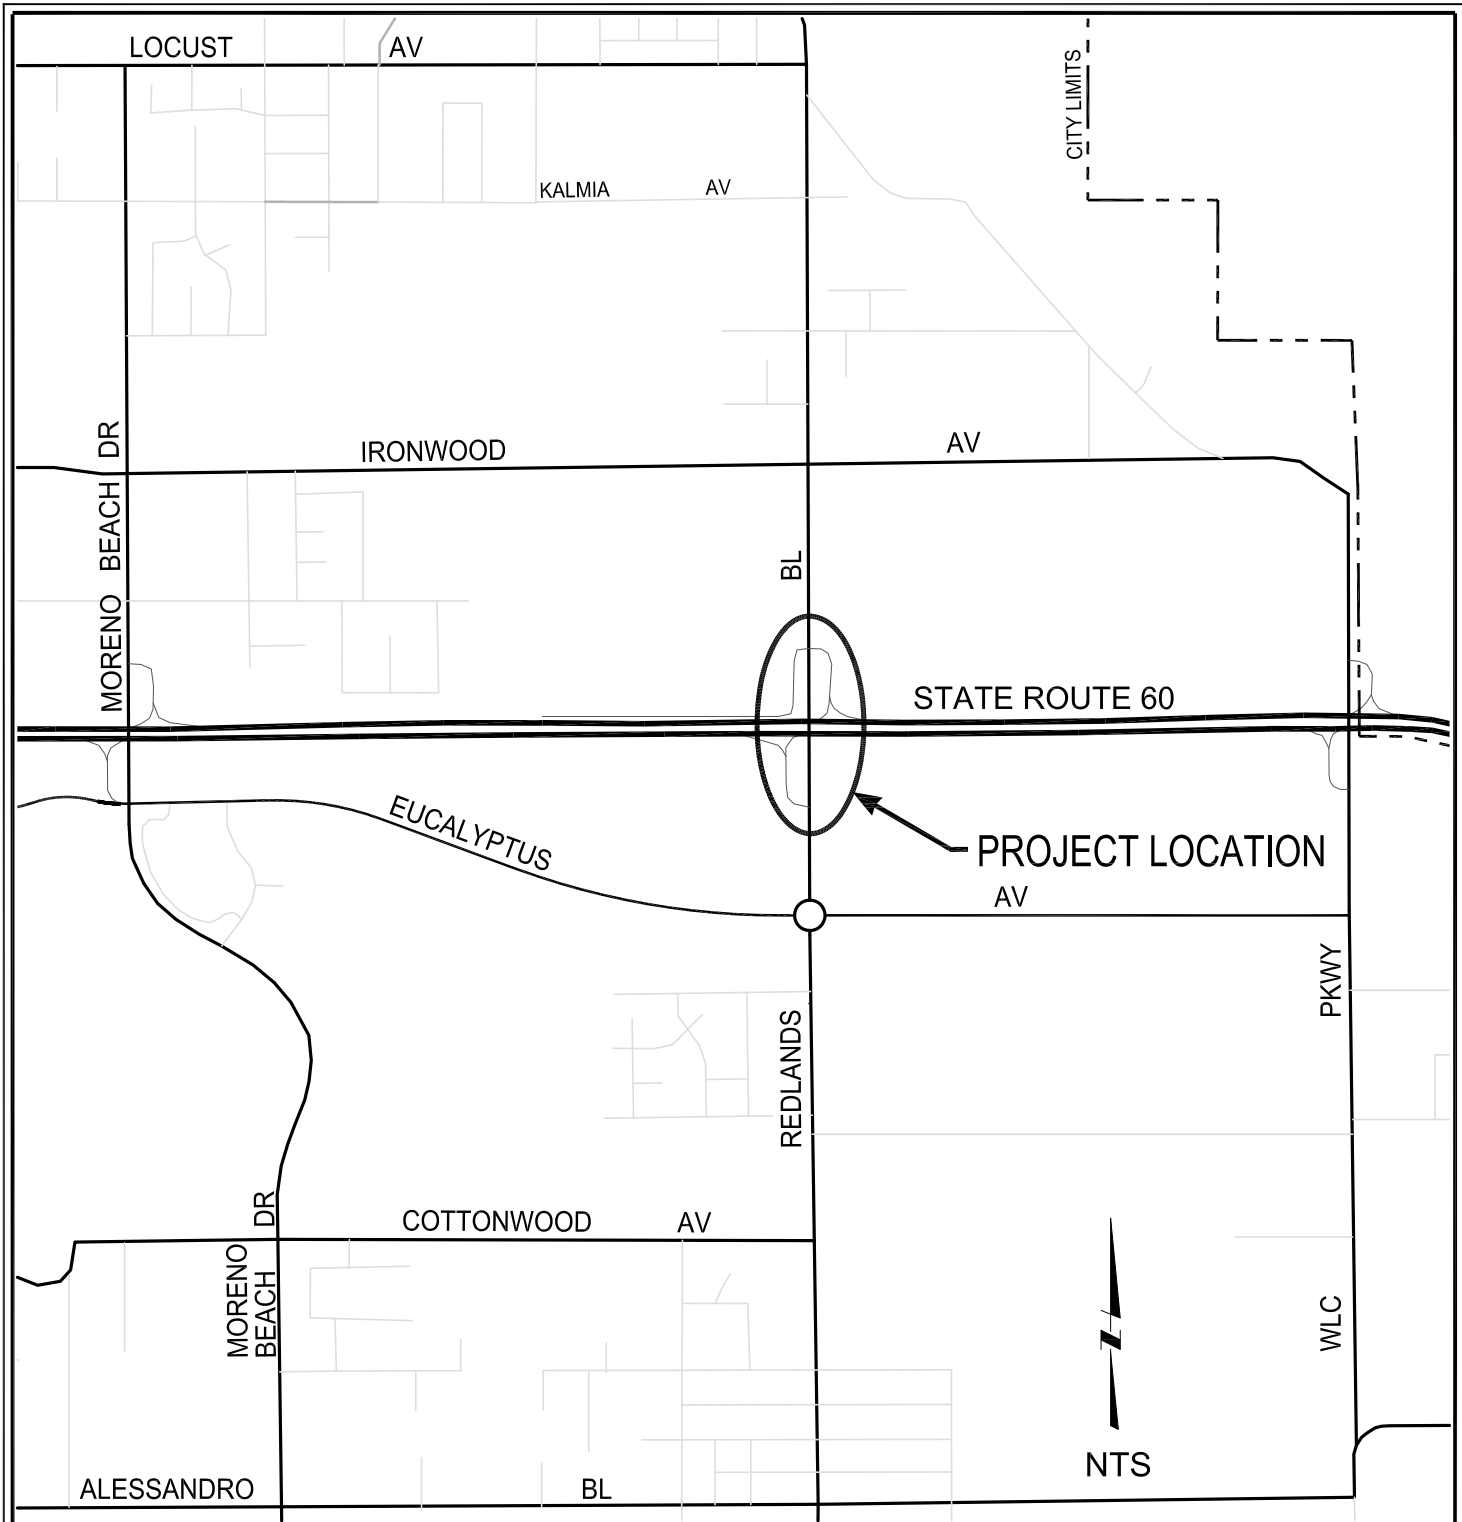 LOCUST AV
CITY LIMITS
KALMIA AV
IRONWOOD AV
MORENO BEACH DR
BL
STATE ROUTE 60
EUCALYPTUS
PROJECT LOCATION
AV
PKWY
REDLANDS
COTTONWOOD AV
DR
MORENO
BEACH
WLC
N
NTS
ALESSANDRO BL